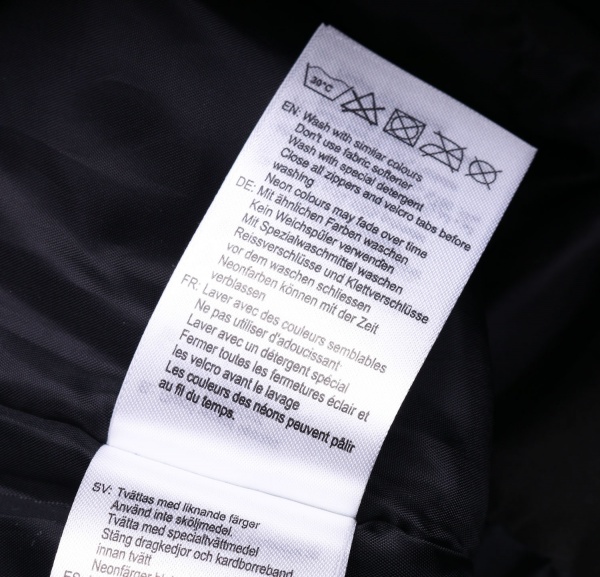 30°C
EN: Wash with similar colours
Don't use fabric softener
Wash with special detergent
Close all zippers and velcro tabs before
washing
Neon colours may fade over time
DE: Mit ähnlichen Farben waschen
Kein Weichspüler verwenden
Mit Spezialwaschmittel waschen
Reissverschlüsse und Klettverschlüsse
vor dem waschen schliessen
Neonfarben können mit der Zeit
verblassen
FR: Laver avec des couleurs semblables
Ne pas utiliser d'adoucissant
Laver avec un détergent spécial
Fermer toutes les fermetures éclair et
les velcro avant le lavage
Les couleurs des néons peuvent pâlir
au fil du temps.
SV: Tvättas med liknande färger
Använd inte sköljmedel.
Tvätta med specialtvättmedel
Stäng dragkedjor och kardborreband
innan tvätt
Neonfärger